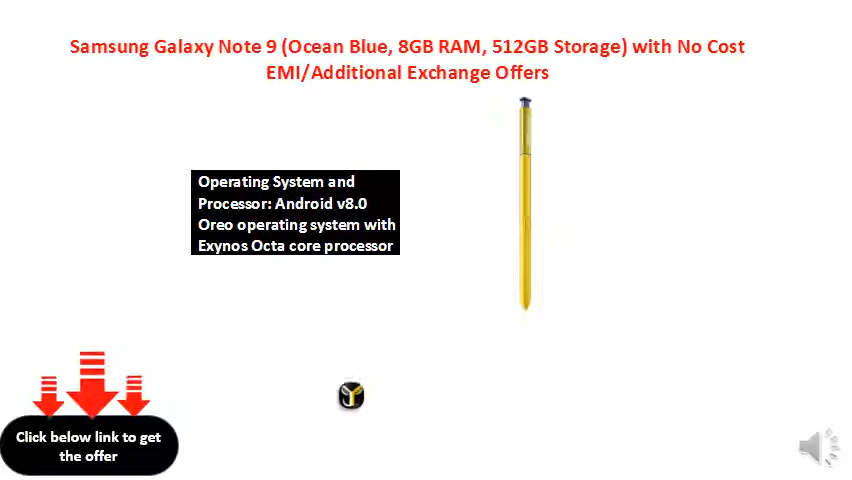 Samsung Galaxy Note 9 (Ocean Blue, 8GB RAM, 512GB Storage) with No Cost
EMI/Additional Exchange Offers
Operating System and
Processor: Android v8.0
Oreo operating system with
Exynos Octa core processor
Click below link to get
the offer